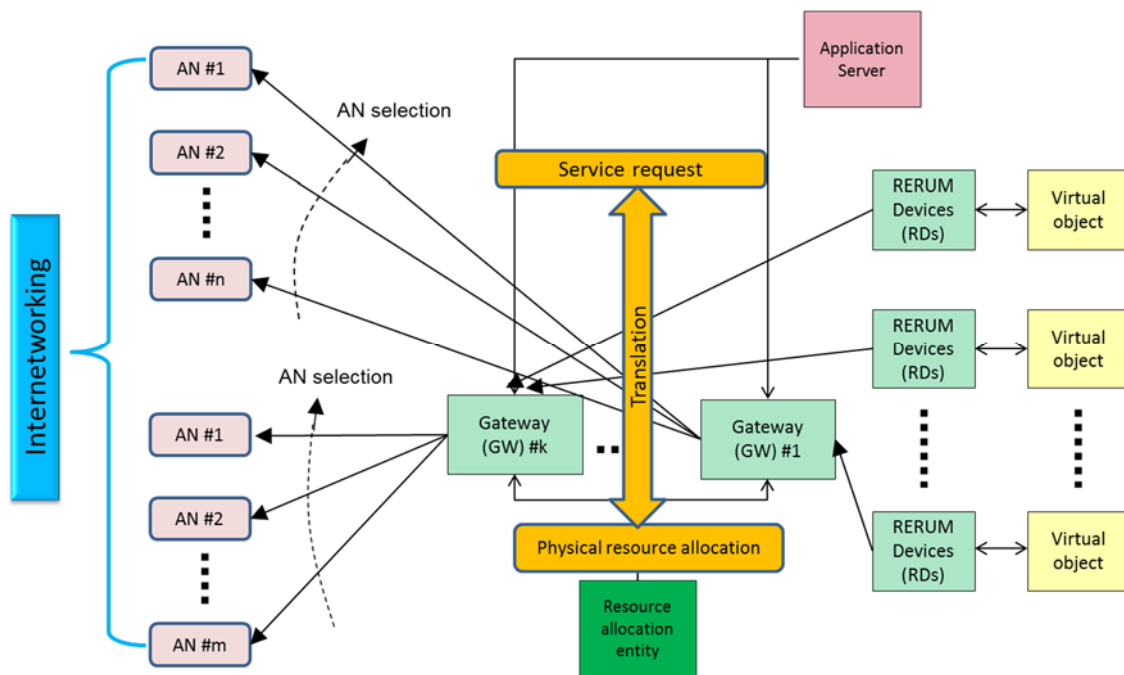 Internetworking
AN #1
AN #2
AN #n
AN selection
AN #1
AN #2
AN #m
AN selection
Application
Server
Service request
Translation
Gateway
(GW) #k
Gateway
(GW) #1
Physical resource allocation
Resource
allocation
entity
RERUM
Devices
(RDs)
Virtual
object
RERUM
Devices
(RDs)
Virtual
object
RERUM
Devices
(RDs)
Virtual
object